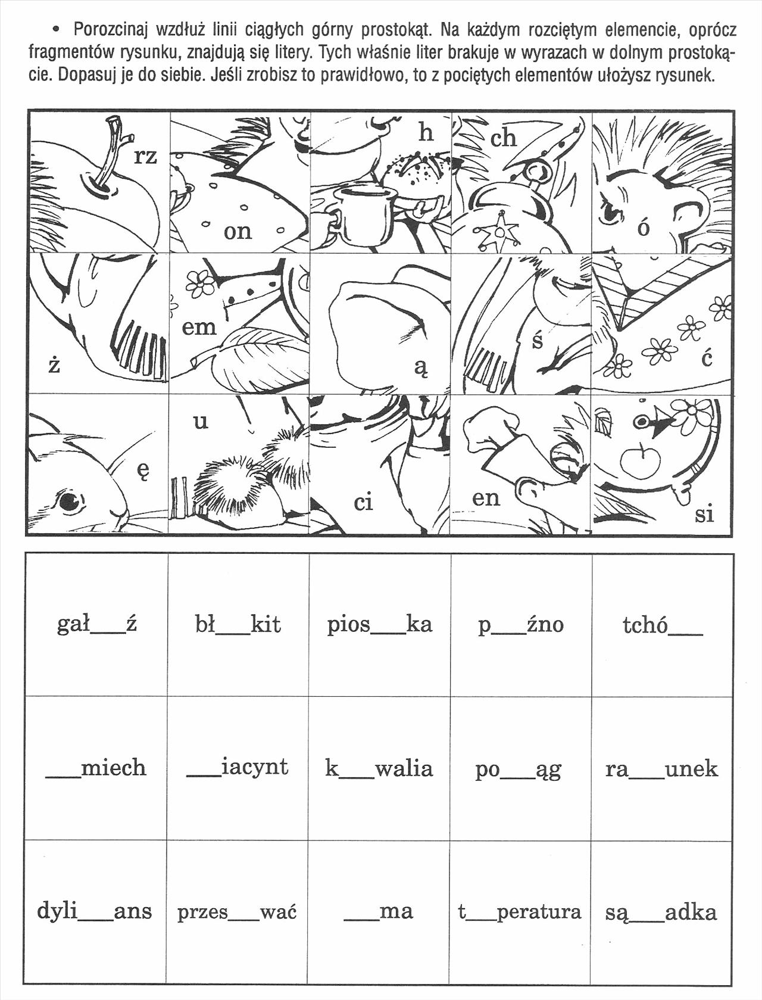 • Porozcinaj wzdłuż linii ciągłych górny prostokąt. Na każdym rozciętym elemencie, oprócz
fragmentów rysunku, znajdują się litery. Tych właśnie liter brakuje w wyrazach w dolnym prostoką-
cie. Dopasuj je do siebie. Jeśli zrobisz to prawidłowo, to z pociętych elementów ułożysz rysunek.
rz on h ch ó
ż em ą ś ć
ę u ci en si
gał___ź bł___kit pios___ka p___źno tchó___
___miech ___iacynt k___walia po___ąg ra___unek
dyli___ans przes___wać ___ma t___peratura są___adka